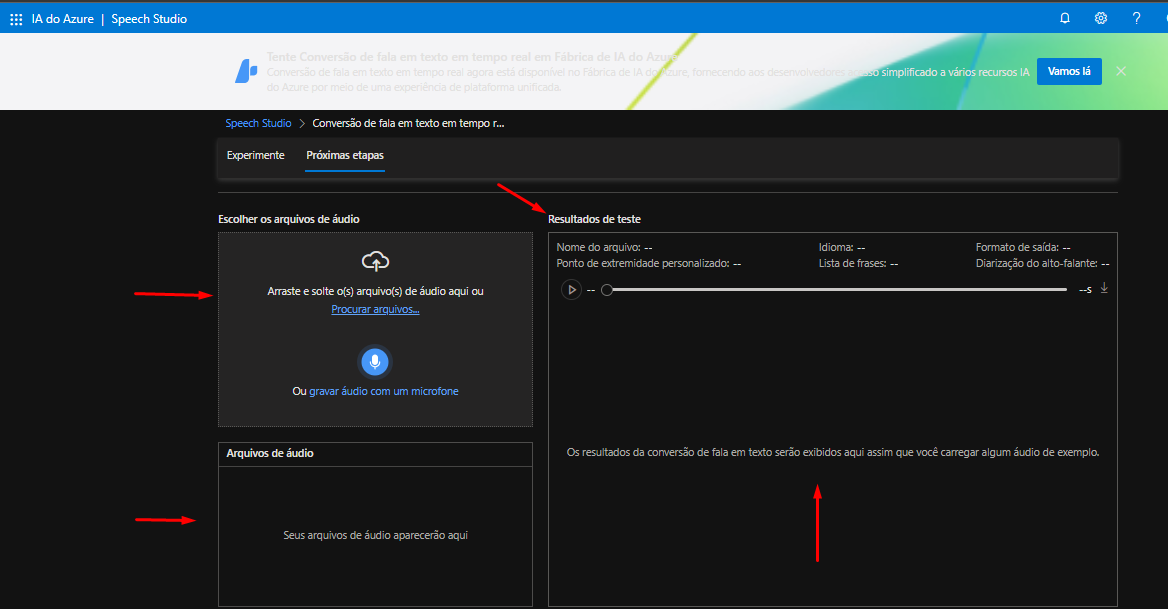 IA do Azure | Speech Studio
Tente Conversão de fala em texto em tempo real em Fábrica de IA do Azure
Conversão de fala em texto em tempo real agora está disponível no Fábrica de IA do Azure, fornecendo aos desenvolvedores acesso simplificado a vários recursos IA
do Azure por meio de uma experiência de plataforma unificada.
Vamos lá
Speech Studio > Conversão de fala em texto em tempo r...
Experimente Próximas etapas
Escolher os arquivos de áudio
Arraste e solte o(s) arquivo(s) de áudio aqui ou
Procurar arquivos...
Ou gravar áudio com um microfone
Arquivos de áudio
Seus arquivos de áudio aparecerão aqui
Resultados de teste
Nome do arquivo: -- Idioma: -- Formato de saída: --
Ponto de extremidade personalizado: -- Lista de frases: -- Diarização do alto-falante: --
-- --s
Os resultados da conversão de fala em texto serão exibidos aqui assim que você carregar algum áudio de exemplo.